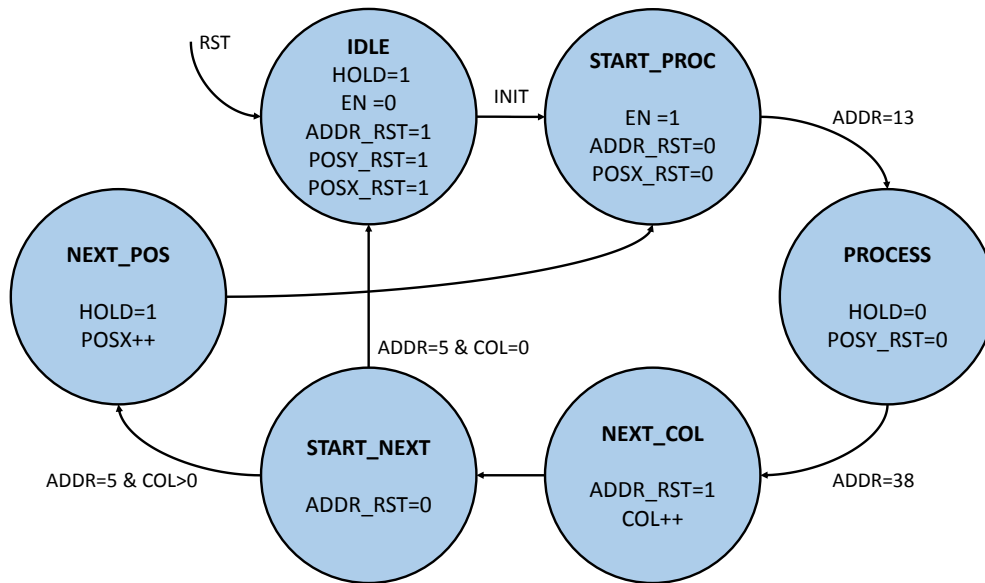 RST
IDLE
HOLD=1
EN =0
ADDR_RST=1
POSY_RST=1
POSX_RST=1
INIT
START_PROC
EN =1
ADDR_RST=0
POSX_RST=0
ADDR=13
NEXT_POS
HOLD=1
POSX++
PROCESS
HOLD=0
POSY_RST=0
ADDR=5 & COL=0
START_NEXT
ADDR_RST=0
NEXT_COL
ADDR_RST=1
COL++
ADDR=5 & COL>0
ADDR=38